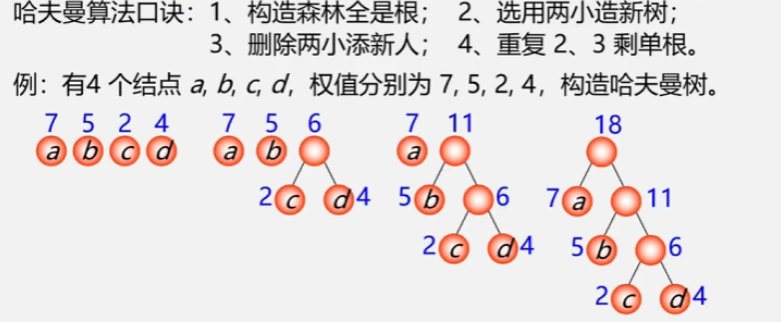 哈夫曼算法口诀：1、构造森林全是根； 2、选用两小造新树；
3、删除两小添新人； 4、重复 2、3 剩单根。
例：有4 个结点 a, b, c, d，权值分别为 7, 5, 2, 4，构造哈夫曼树。
7 5 2 4 7 5 6 7 11 18
a b c d a b a
2 c d 4 5 b 6 7 a 11
2 c d 4 5 b 6
2 c d 4